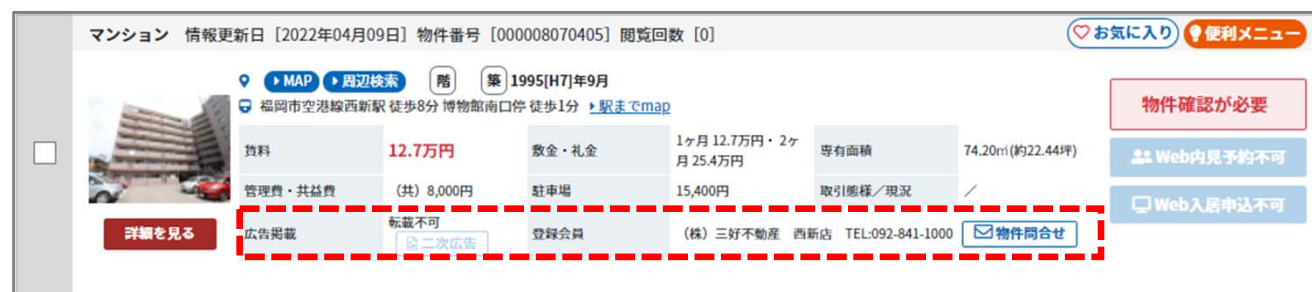 マンション 情報更新日［2022年04月09日］物件番号［000008070405］閲覧回数［0］ お気に入り 便利メニュー
MAP 周辺検索 階 築 1995[H7]年9月
福岡市空港線西新駅 徒歩8分 博物館南口停 徒歩1分 駅までmap
物件確認が必要
賃料 12.7万円 敷金・礼金 1ヶ月 12.7万円・ 2ヶ
月 25.4万円 専有面積 74.20㎡(約22.44坪)
Web内見予約不可
管理費・共益費 （共）8,000円 駐車場 15,400円 取引態様／現況 ／
Web入居申込不可
詳細を見る
広告掲載 転載不可
二次広告 登録会員 （株）三好不動産 西新店 TEL:092-841-1000 物件問合せ